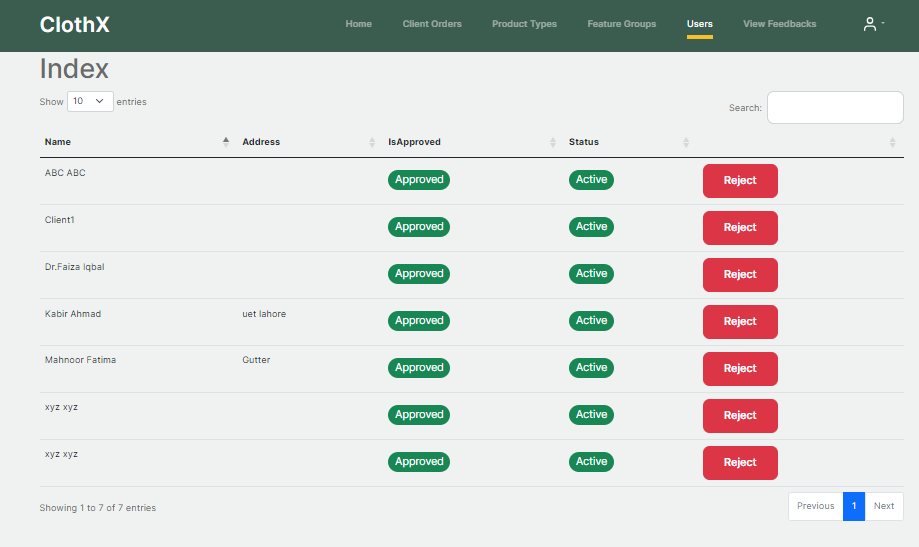 ClothX Home Client Orders Product Types Feature Groups Users View Feedbacks
Index
Show 10 entries Search:
Name Address IsApproved Status
ABC ABC Approved Active Reject
Client1 Approved Active Reject
Dr.Faiza Iqbal Approved Active Reject
Kabir Ahmad uet lahore Approved Active Reject
Mahnoor Fatima Gutter Approved Active Reject
xyz xyz Approved Active Reject
xyz xyz Approved Active Reject
Showing 1 to 7 of 7 entries Previous 1 Next